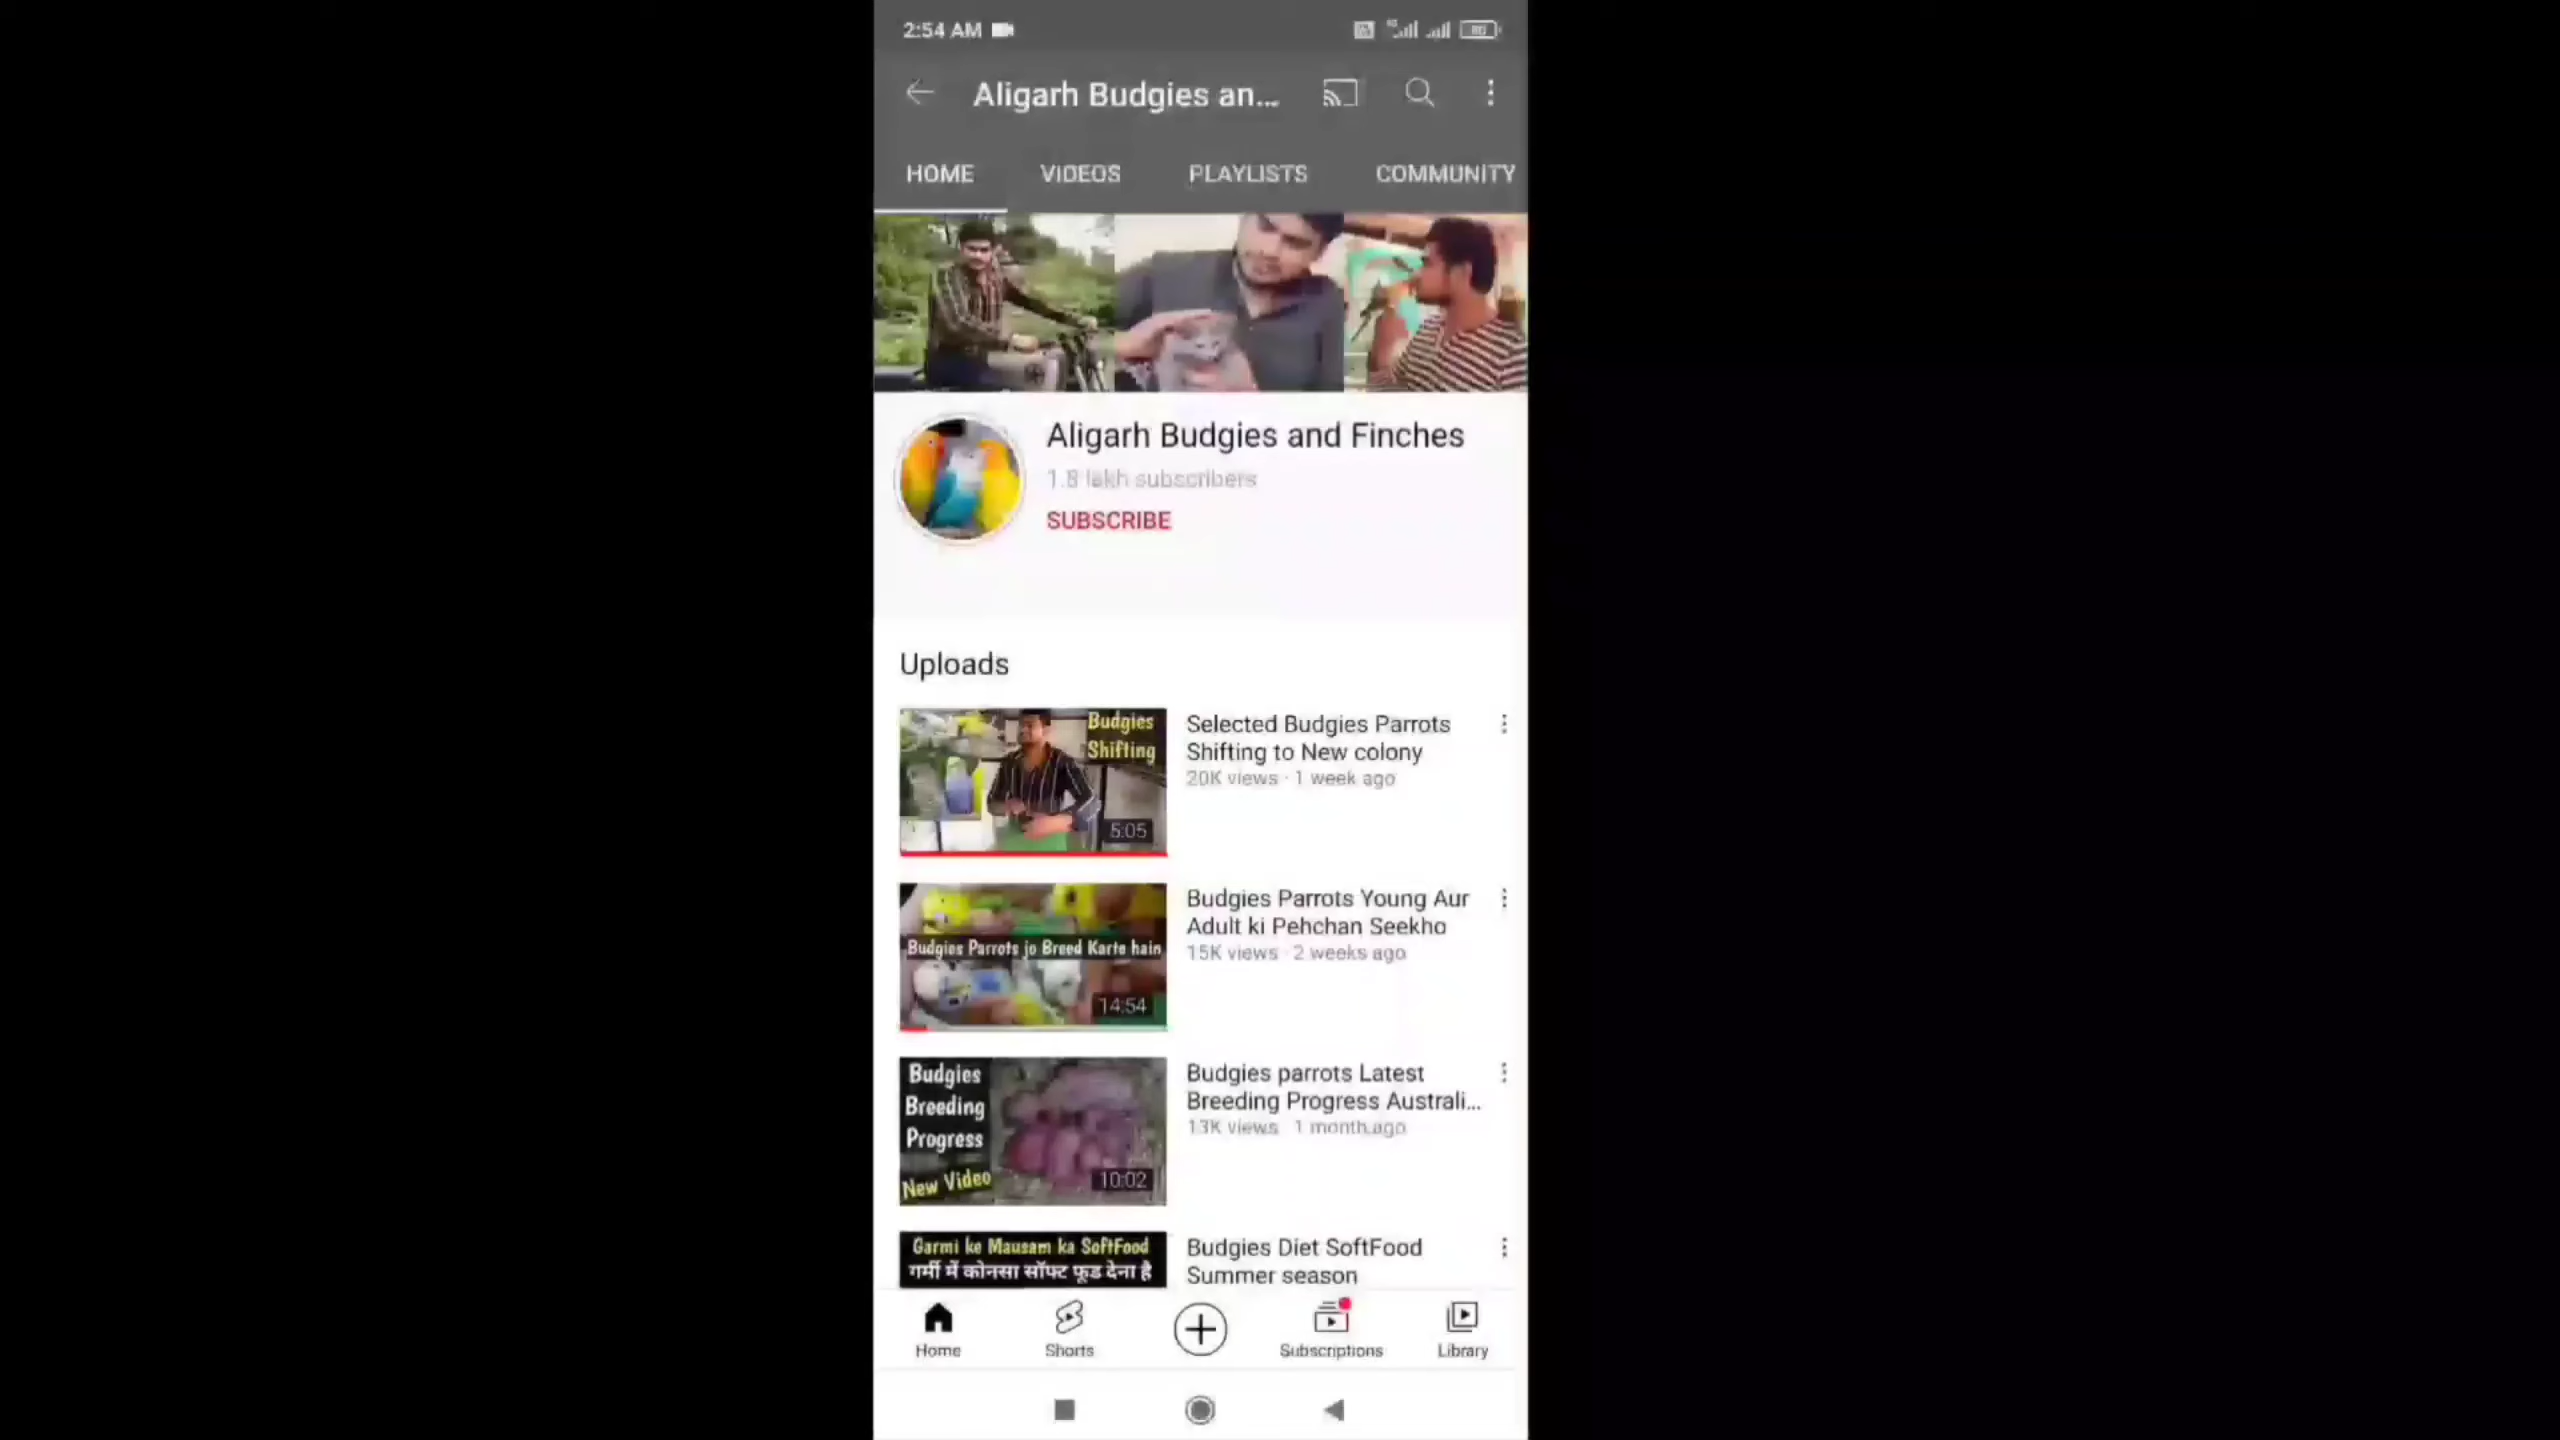 2:54 AM
Aligarh Budgies an...
HOME VIDEOS PLAYLISTS COMMUNITY
Aligarh Budgies and Finches
1.8 lakh subscribers
SUBSCRIBE
Uploads
Budgies
Shifting
5:05
Selected Budgies Parrots
Shifting to New colony
20K views · 1 week ago
Budgies Parrots jo Breed Karte hain
14:54
Budgies Parrots Young Aur
Adult ki Pehchan Seekho
15K views · 2 weeks ago
Budgies
Breeding
Progress
New Video
10:02
Budgies parrots Latest
Breeding Progress Australi...
13K views · 1 month ago
Garmi ke Mausam ka SoftFood
गर्मी में कोनसा सॉफ्ट फूड देना है
Budgies Diet SoftFood
Summer season
Home Shorts Subscriptions Library